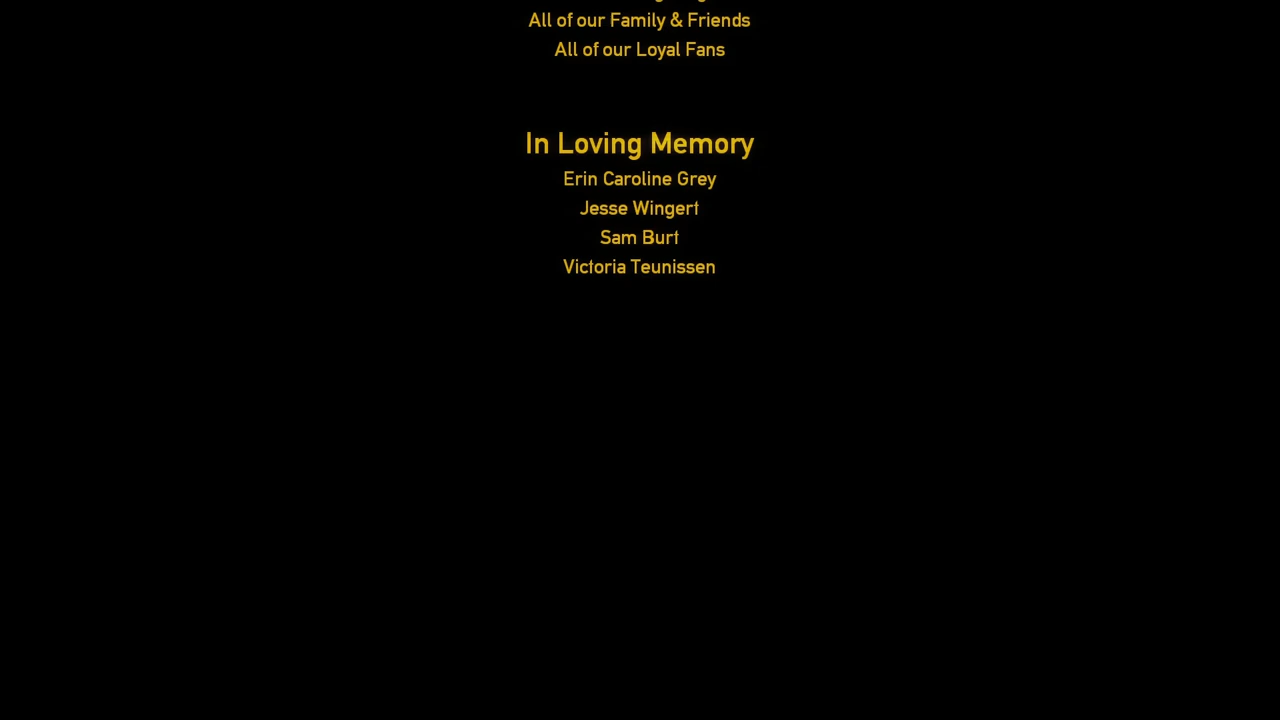 All of our Family & Friends
All of our Loyal Fans
In Loving Memory
Erin Caroline Grey
Jesse Wingert
Sam Burt
Victoria Teunissen